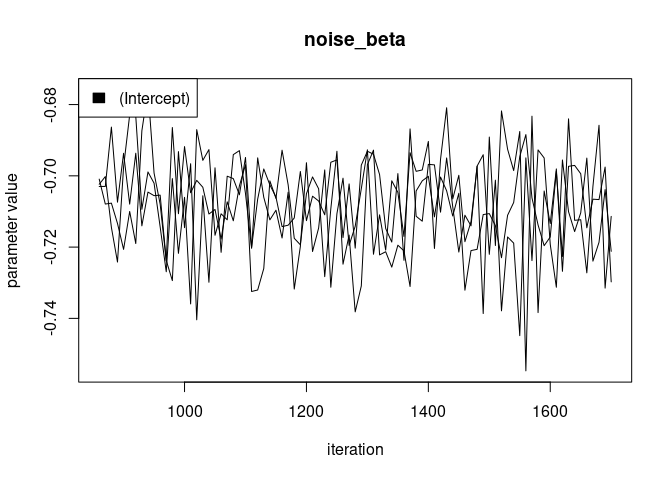 noise_beta
(Intercept)
-0.68
-0.70
-0.72
-0.74
parameter value
1000 1200 1400 1600
iteration